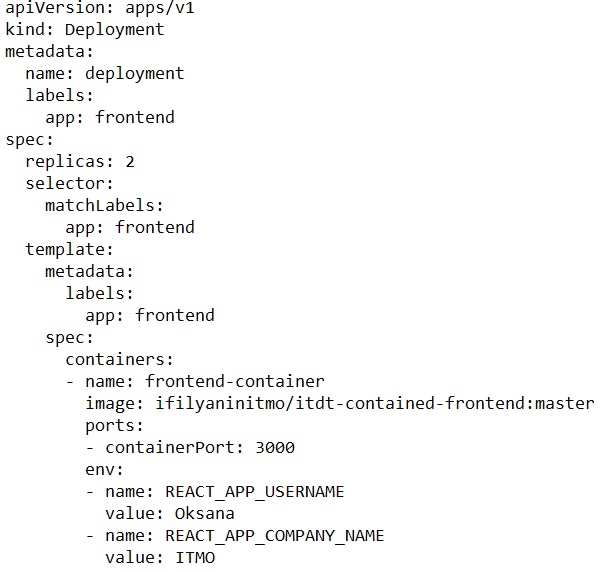 apiVersion: apps/v1
kind: Deployment
metadata:
  name: deployment
  labels:
    app: frontend
spec:
  replicas: 2
  selector:
    matchLabels:
      app: frontend
  template:
    metadata:
      labels:
        app: frontend
    spec:
      containers:
      - name: frontend-container
        image: ifilyaninitmo/itdt-contained-frontend:master
        ports:
        - containerPort: 3000
        env:
        - name: REACT_APP_USERNAME
          value: Oksana
        - name: REACT_APP_COMPANY_NAME
          value: ITMO